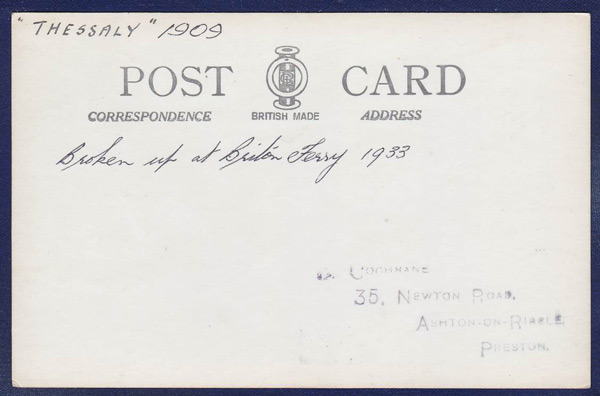 "THESSALY" 1909
POST CARD
CORRESPONDENCE BRITISH MADE ADDRESS
Broken up at Briton Ferry 1933
COCHRANE
35, NEWTON ROAD,
ASHTON-ON-RIBBLE,
PRESTON.